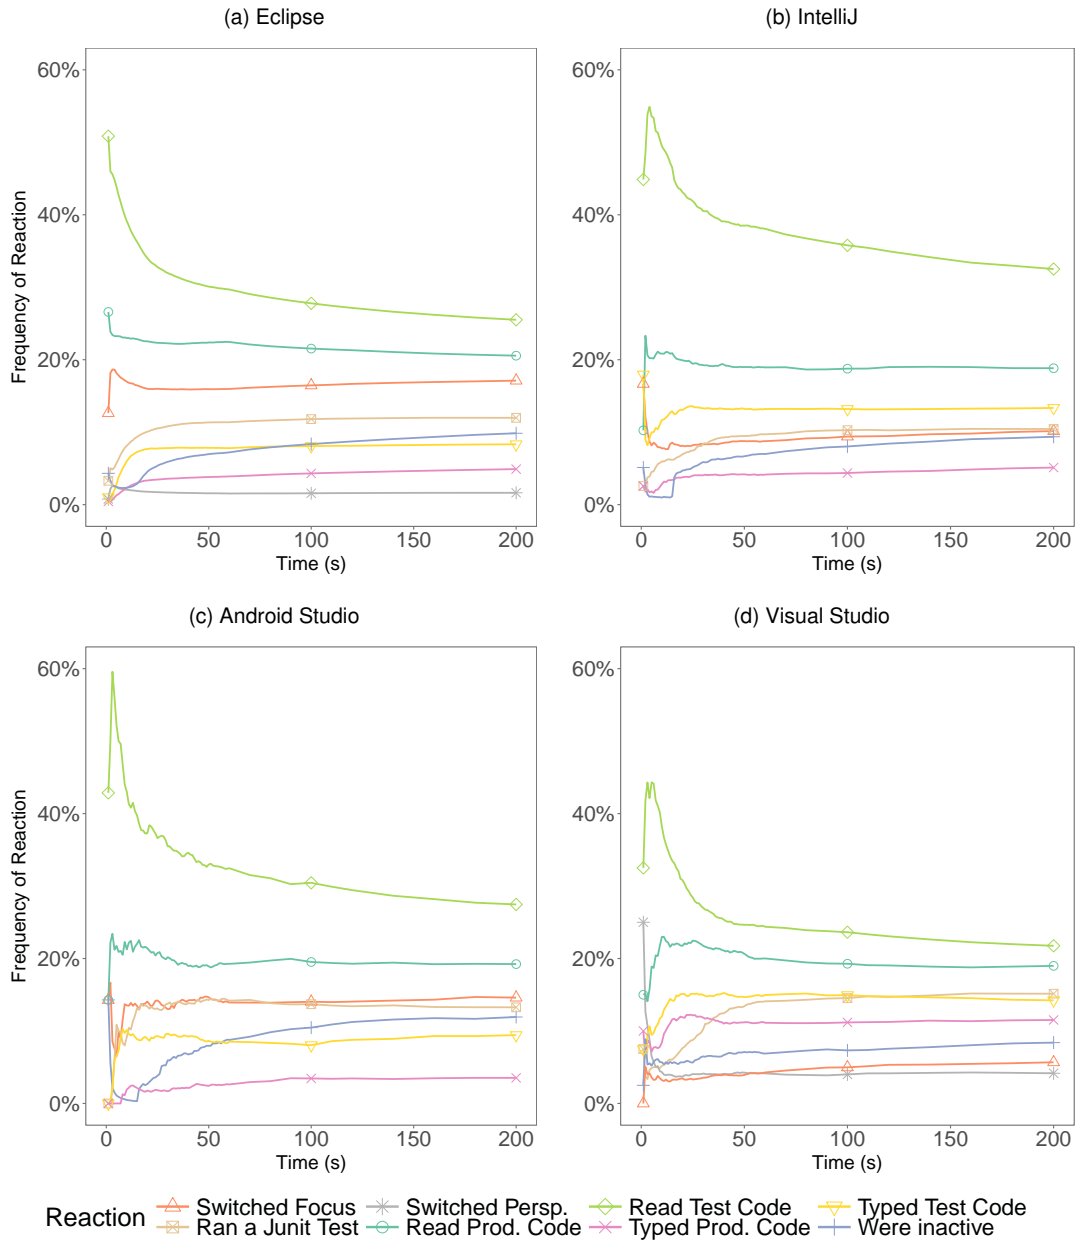 (a) Eclipse
(b) IntelliJ
60%
40%
20%
0%
Frequency of Reaction
0 50 100 150 200
Time (s)
60%
40%
20%
0%
0 50 100 150 200
Time (s)
(c) Android Studio
(d) Visual Studio
60%
40%
20%
0%
Frequency of Reaction
0 50 100 150 200
Time (s)
60%
40%
20%
0%
0 50 100 150 200
Time (s)
Reaction
Switched Focus Switched Persp. Read Test Code Typed Test Code
Ran a Junit Test Read Prod. Code Typed Prod. Code Were inactive